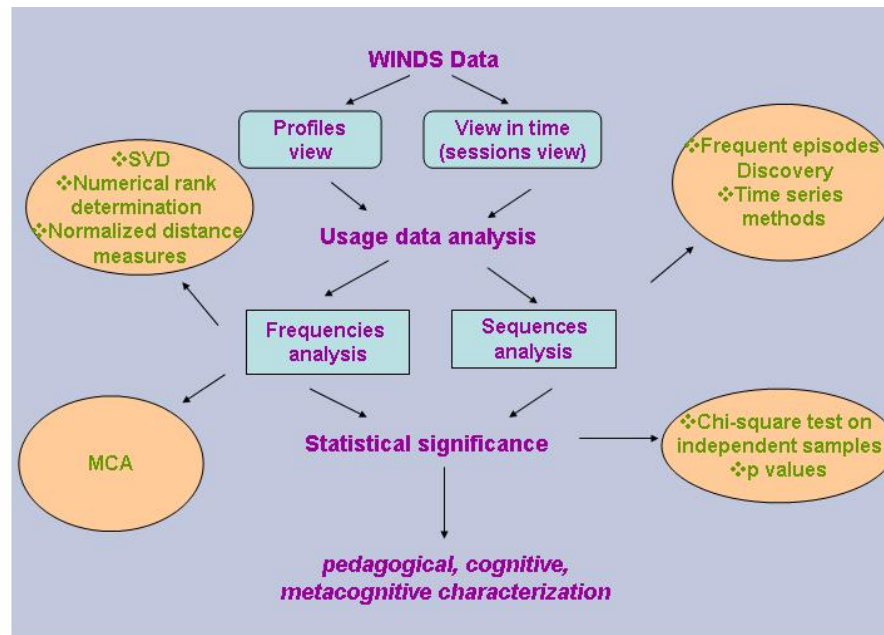 WINDS Data
Profiles
view
View in time
(sessions view)
❖SVD
❖Numerical rank
determination
❖Normalized distance
measures
❖Frequent episodes
Discovery
❖Time series
methods
Usage data analysis
Frequencies
analysis
Sequences
analysis
MCA
Statistical significance
❖Chi-square test on
independent samples
❖p values
pedagogical, cognitive,
metacognitive characterization